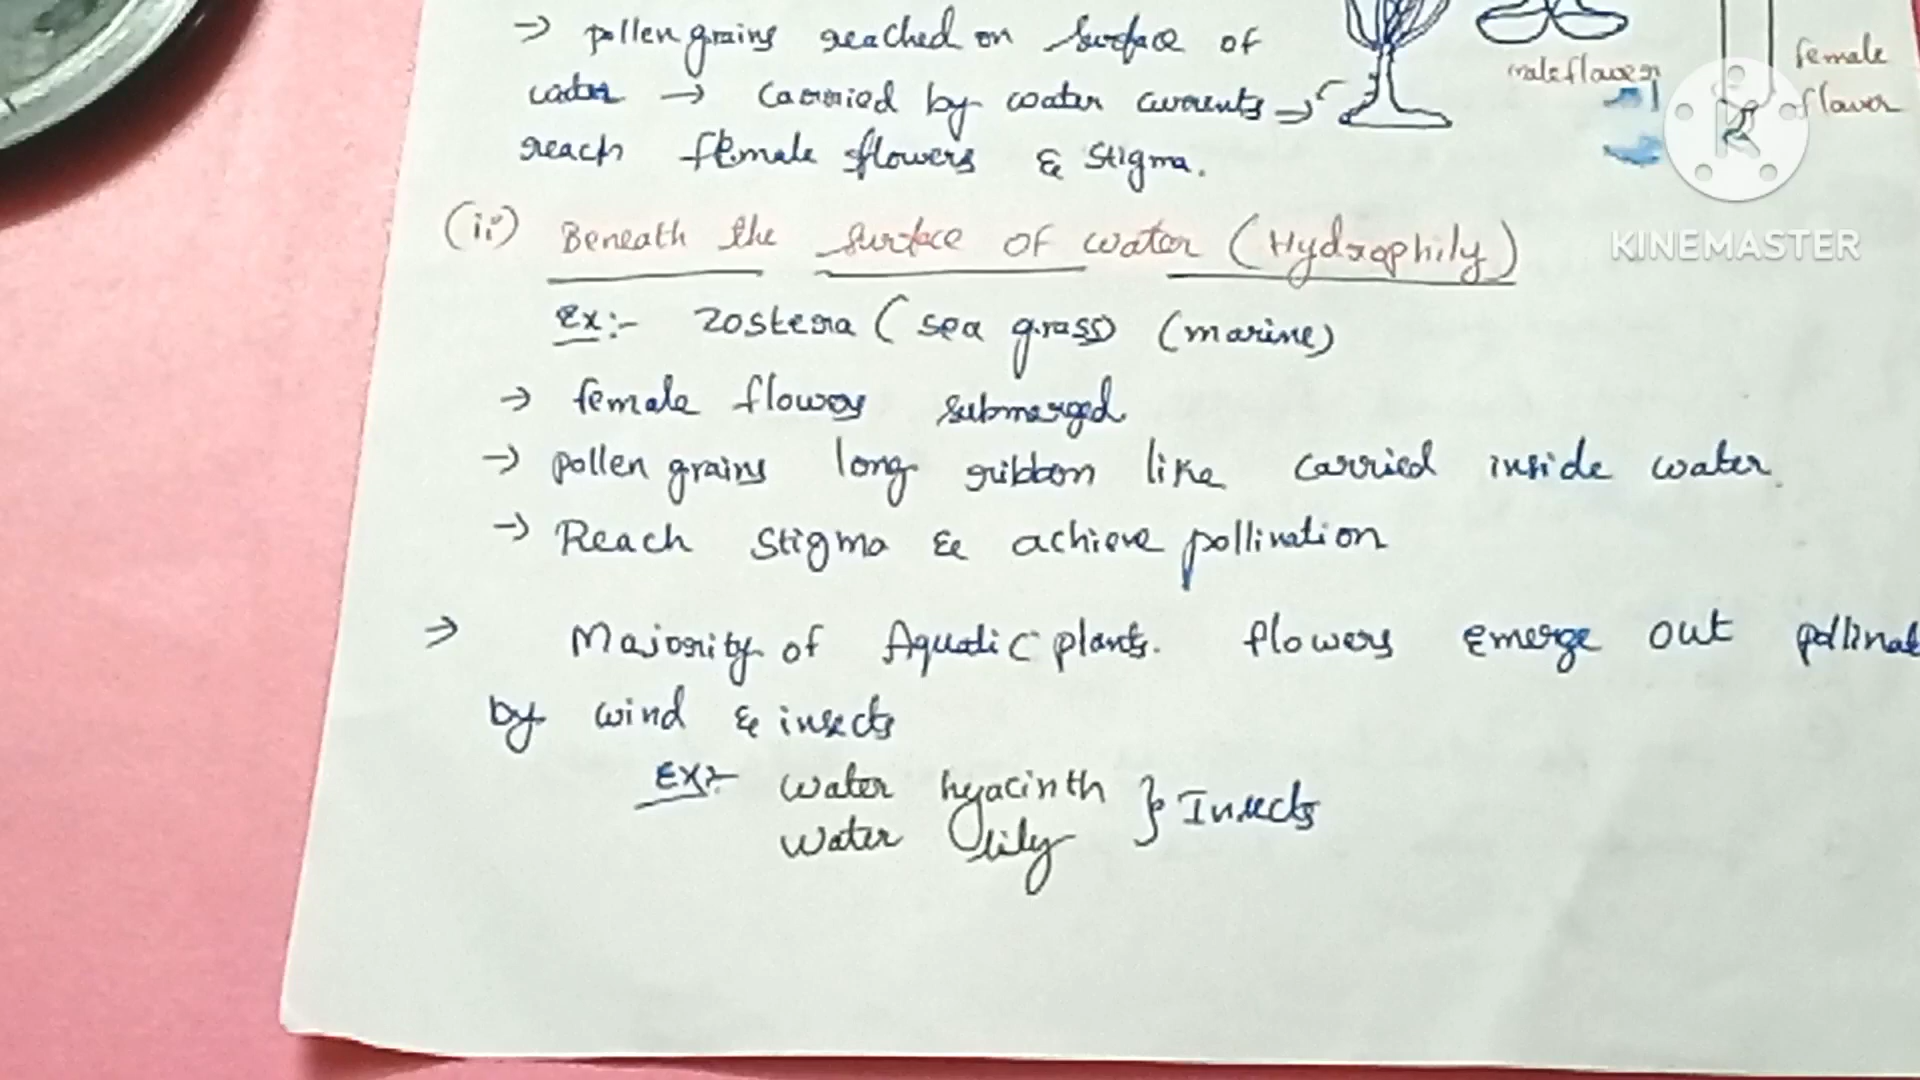 → pollen grains reached on surface of
water → carried by water currents ⇒
reach female flowers & stigma.
male flower
female
flower
KINEMASTER
(ii) Beneath the surface of water (Hydrophily)
Ex:- Zostera (sea grass) (marine)
→ female flowers submerged
→ pollen grains long ribbon like carried inside water.
→ Reach stigma & achieve pollination
⇒ Majority of Aquatic plants. flowers emerge out pollinat
by wind & insects
Ex:- water hyacinth } Insects
water lily